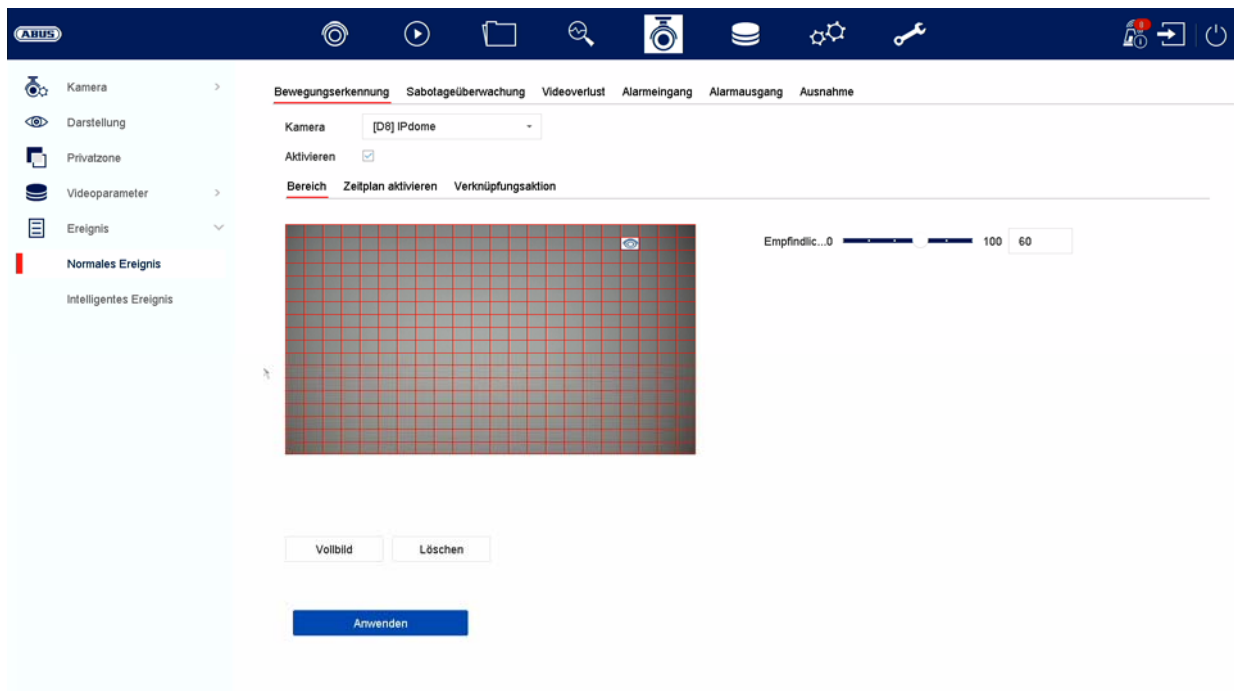 ABUS
8
Kamera
Darstellung
Privatzone
Videoparameter
Ereignis
Normales Ereignis
Intelligentes Ereignis
Bewegungserkennung Sabotageüberwachung Videoverlust Alarmeingang Alarmausgang Ausnahme
Kamera [D8] IPdome
Aktivieren
Bereich Zeitplan aktivieren Verknüpfungsaktion
Empfindlic...0 100 60
Vollbild Löschen
Anwenden